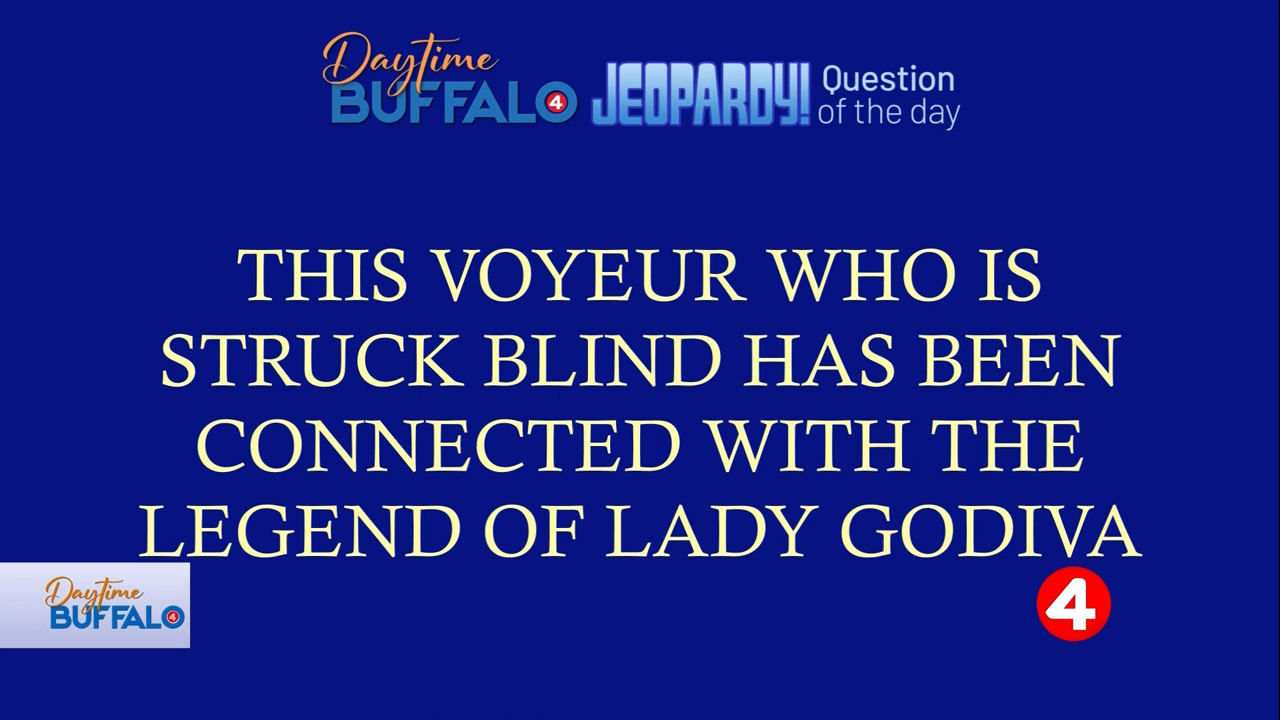 Daytime
BUFFALO 4
JEOPARDY!
Question
of the day
THIS VOYEUR WHO IS
STRUCK BLIND HAS BEEN
CONNECTED WITH THE
LEGEND OF LADY GODIVA
Daytime
BUFFALO 4
4